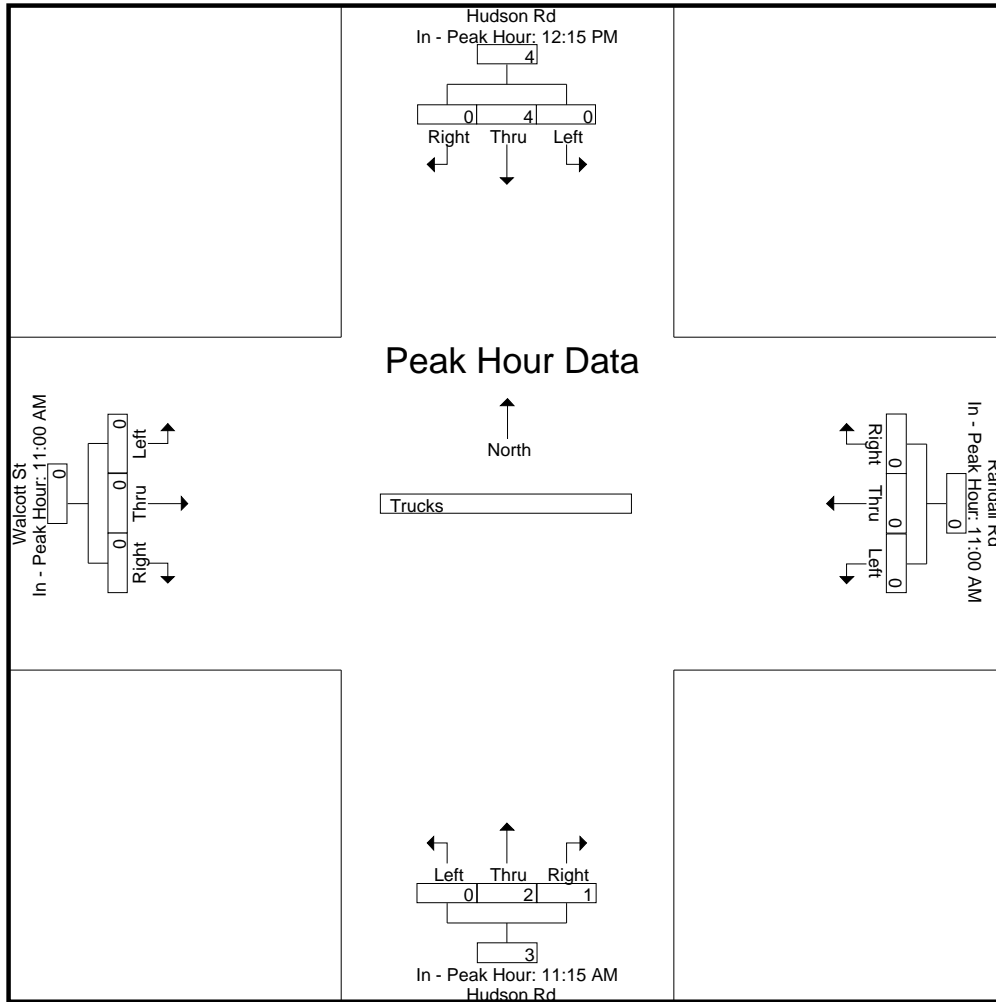 Hudson Rd
In - Peak Hour: 12:15 PM
4
0 4 0
Right Thru Left
Peak Hour Data
North
Trucks
Walcott St
In - Peak Hour: 11:00 AM
0
0 0 0
Left Thru Right
Randall Rd
In - Peak Hour: 11:00 AM
0
0 0 0
Right Thru Left
Left Thru Right
0 2 1
3
In - Peak Hour: 11:15 AM
Hudson Rd